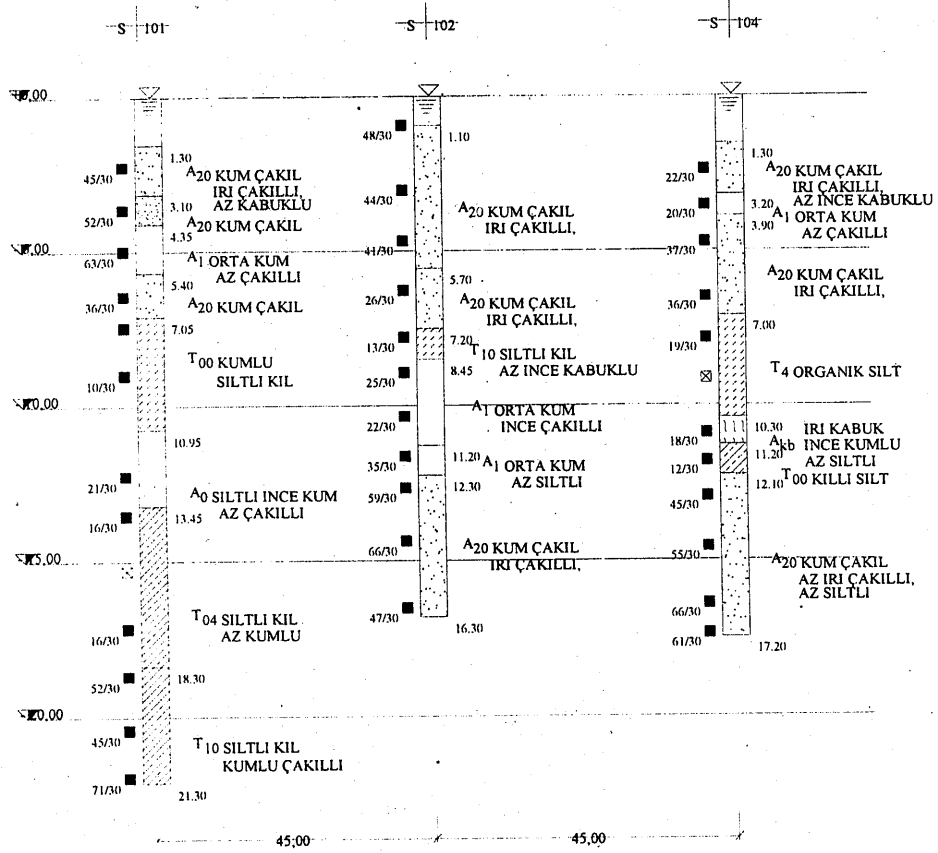 S 101
S 102
S 104
0,00
1.30
45/30
A20 KUM ÇAKIL
IRI ÇAKILLI,
AZ KABUKLU
3.10
52/30
A20 KUM ÇAKIL
4.35
63/30
A1 ORTA KUM
AZ ÇAKILLI
5.40
36/30
A20 KUM ÇAKIL
7.05
T00 KUMLU
SILTLI KIL
10/30
10.95
21/30
A0 SILTLI INCE KUM
AZ ÇAKILLI
13.45
16/30
T04 SILTLI KIL
AZ KUMLU
16/30
18.30
52/30
T10 SILTLI KIL
KUMLU ÇAKILLI
45/30
71/30
21.30
48/30
1.10
44/30
A20 KUM ÇAKIL
IRI ÇAKILLI,
41/30
5.70
26/30
A20 KUM ÇAKIL
IRI ÇAKILLI,
13/30
7.20
T10 SILTLI KIL
AZ INCE KABUKLU
8.45
25/30
22/30
A1 ORTA KUM
INCE ÇAKILLI
11.20
35/30
A1 ORTA KUM
AZ SILTLI
12.30
59/30
66/30
A20 KUM ÇAKIL
IRI ÇAKILLI,
47/30
16.30
1.30
22/30
A20 KUM ÇAKIL
IRI ÇAKILLI,
AZ INCE KABUKLU
3.20
20/30
A1 ORTA KUM
AZ ÇAKILLI
3.90
37/30
A20 KUM ÇAKIL
IRI ÇAKILLI,
36/30
7.00
19/30
T4 ORGANIK SILT
10.30
18/30
IRI KABUK
Akb INCE KUMLU
AZ SILTLI
11.20
12/30
T00 KILLI SILT
12.10
45/30
55/30
A20 KUM ÇAKIL
AZ IRI ÇAKILLI,
AZ SILTLI
66/30
61/30
17.20
45,00
45,00